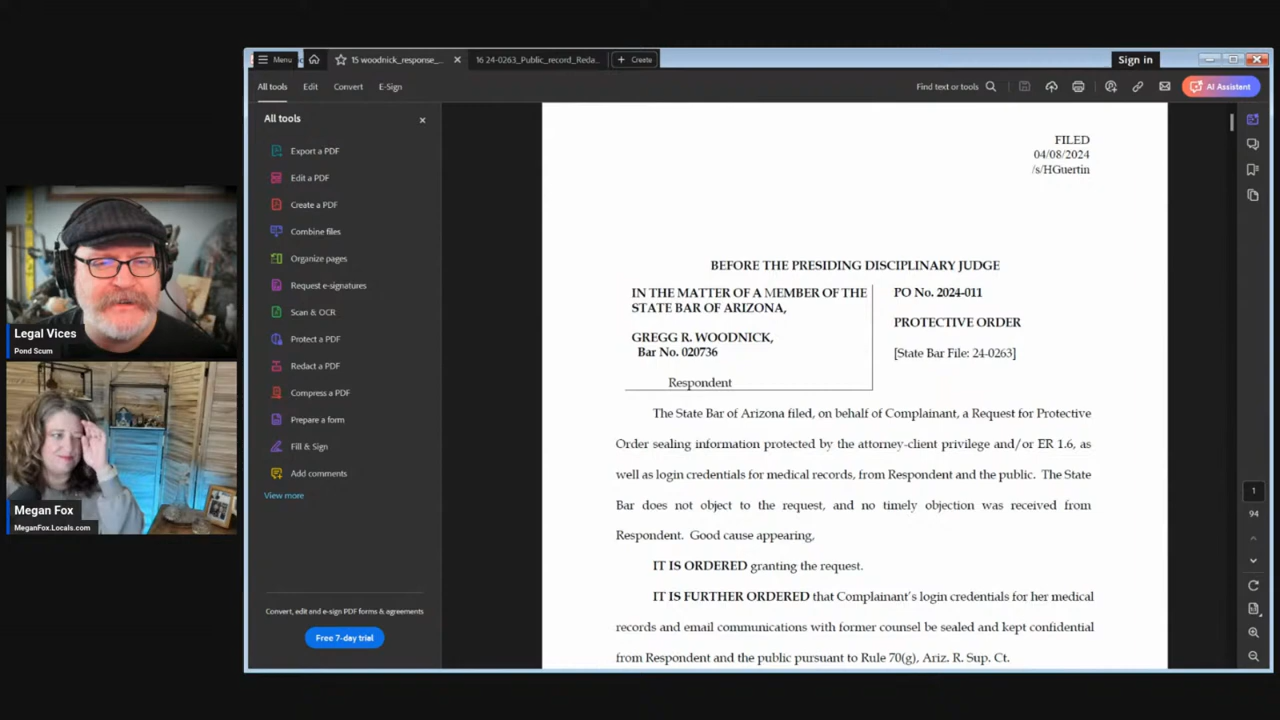 Menu
15 woodnick_response_...
16 24-0263_Public_record_Reda...
Create
Sign in
All tools
Edit
Convert
E-Sign
Find text or tools
AI Assistant
All tools
Export a PDF
Edit a PDF
Create a PDF
Combine files
Organize pages
Request e-signatures
Scan & OCR
Protect a PDF
Redact a PDF
Compress a PDF
Prepare a form
Fill & Sign
Add comments
View more
Convert, edit and e-sign PDF forms & agreements
Free 7-day trial
FILED
04/08/2024
/s/HGuertin
BEFORE THE PRESIDING DISCIPLINARY JUDGE
IN THE MATTER OF A MEMBER OF THE
STATE BAR OF ARIZONA,
GREGG R. WOODNICK,
Bar No. 020736
Respondent
PO No. 2024-011
PROTECTIVE ORDER
[State Bar File: 24-0263]
The State Bar of Arizona filed, on behalf of Complainant, a Request for Protective
Order sealing information protected by the attorney-client privilege and/or ER 1.6, as
well as login credentials for medical records, from Respondent and the public. The State
Bar does not object to the request, and no timely objection was received from
Respondent. Good cause appearing,
IT IS ORDERED granting the request.
IT IS FURTHER ORDERED that Complainant's login credentials for her medical
records and email communications with former counsel be sealed and kept confidential
from Respondent and the public pursuant to Rule 70(g), Ariz. R. Sup. Ct.
1
94
Legal Vices
Pond Scum
Megan Fox
MeganFox.Locals.com